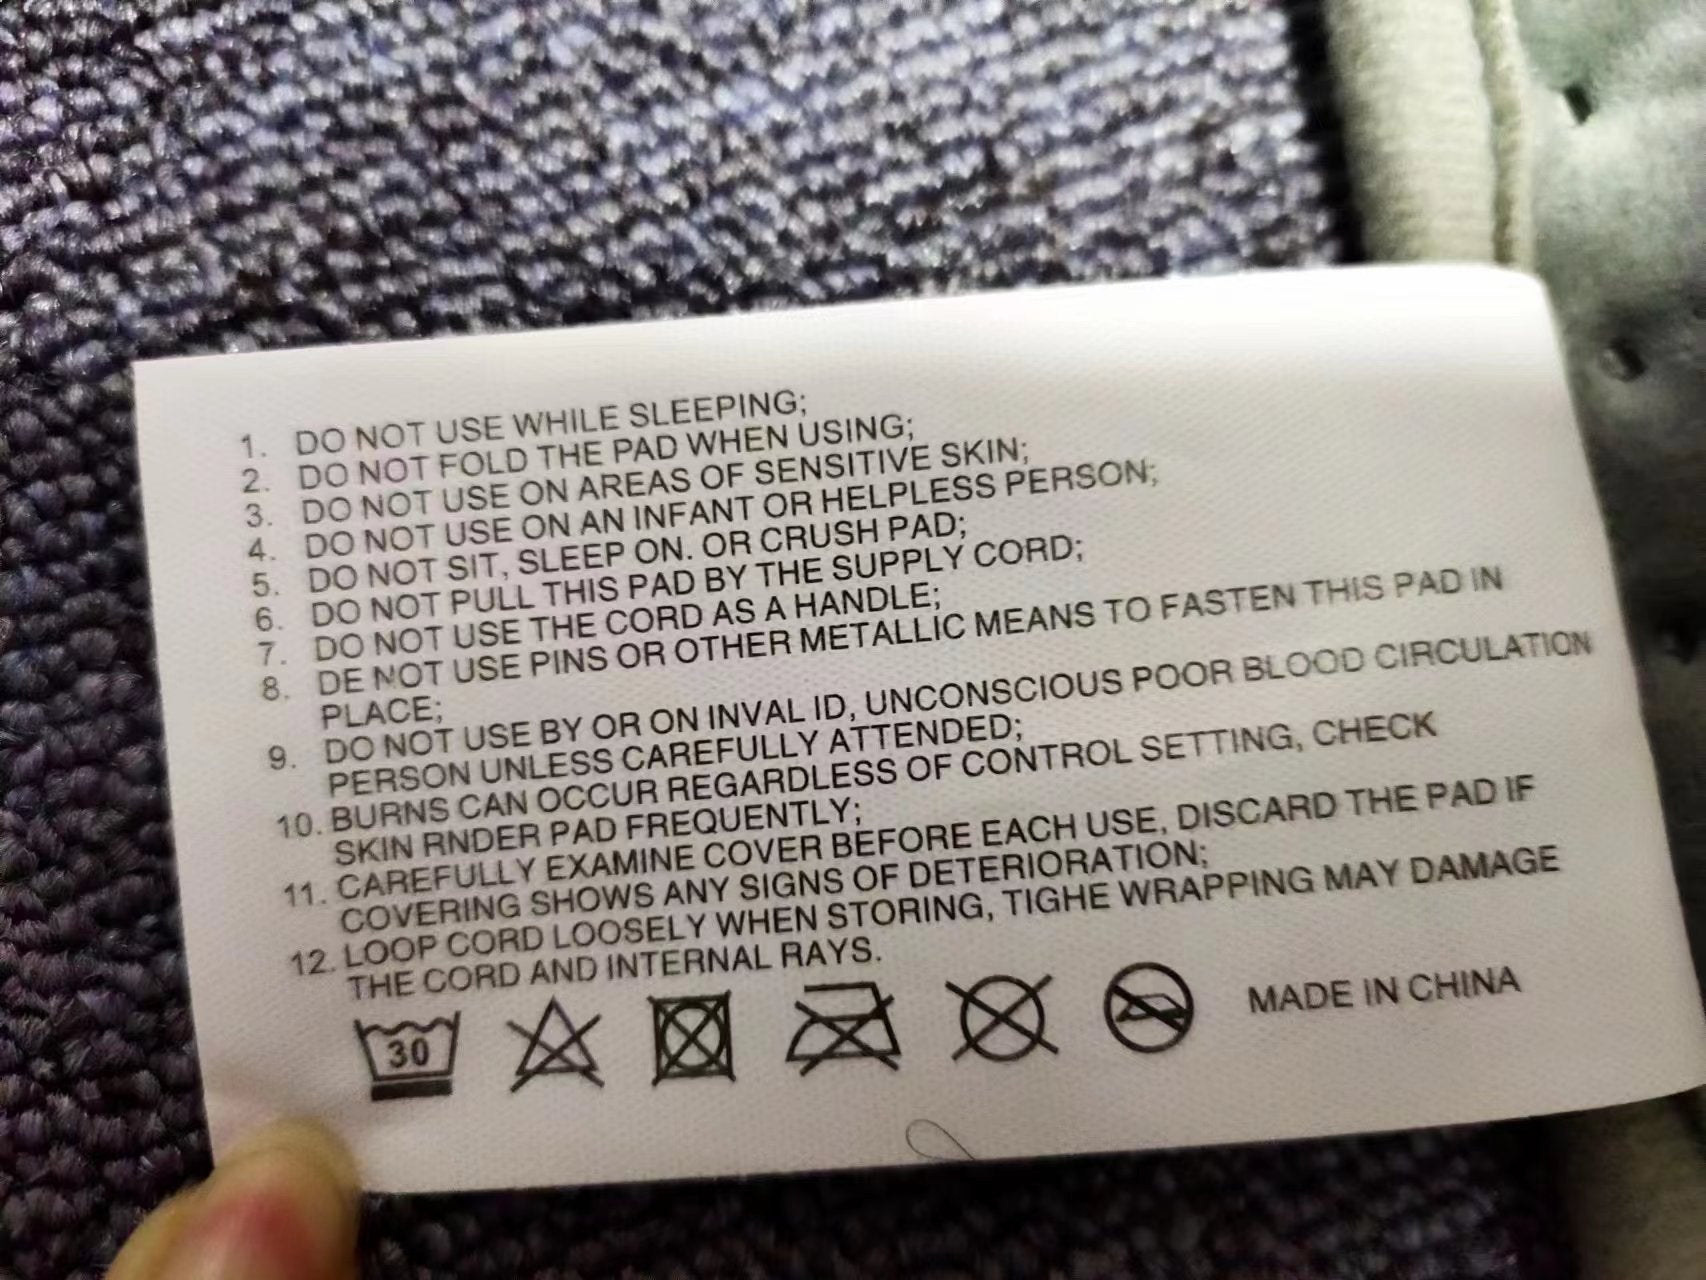 1. DO NOT USE WHILE SLEEPING;
2. DO NOT FOLD THE PAD WHEN USING;
3. DO NOT USE ON AREAS OF SENSITIVE SKIN;
4. DO NOT USE ON AN INFANT OR HELPLESS PERSON;
5. DO NOT SIT, SLEEP ON. OR CRUSH PAD;
6. DO NOT PULL THIS PAD BY THE SUPPLY CORD;
7. DO NOT USE THE CORD AS A HANDLE;
8. DE NOT USE PINS OR OTHER METALLIC MEANS TO FASTEN THIS PAD IN
PLACE;
9. DO NOT USE BY OR ON INVAL ID, UNCONSCIOUS POOR BLOOD CIRCULATION
PERSON UNLESS CAREFULLY ATTENDED;
10. BURNS CAN OCCUR REGARDLESS OF CONTROL SETTING, CHECK
SKIN RNDER PAD FREQUENTLY;
11. CAREFULLY EXAMINE COVER BEFORE EACH USE, DISCARD THE PAD IF
COVERING SHOWS ANY SIGNS OF DETERIORATION;
12. LOOP CORD LOOSELY WHEN STORING, TIGHE WRAPPING MAY DAMAGE
THE CORD AND INTERNAL RAYS.
30 MADE IN CHINA